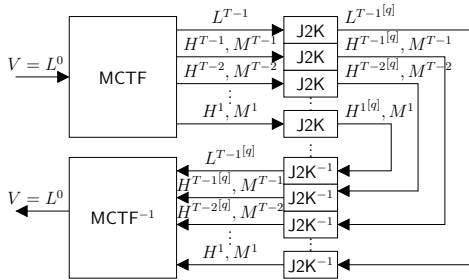 L^{T−1} J2K L^{T−1[q]}
H^{T−1}, M^{T−1} J2K H^{T−1[q]}, M^{T−1}
V = L^0 MCTF H^{T−2}, M^{T−2} J2K H^{T−2[q]}, M^{T−2}
⋮ ⋮
H^1, M^1 J2K H^{1[q]}, M^1
⋮
L^{T−1[q]} J2K^{−1}
H^{T−1[q]}, M^{T−1} J2K^{−1}
V = L^0 MCTF^{−1} H^{T−2[q]}, M^{T−2} J2K^{−1}
⋮ ⋮
H^1, M^1 J2K^{−1}